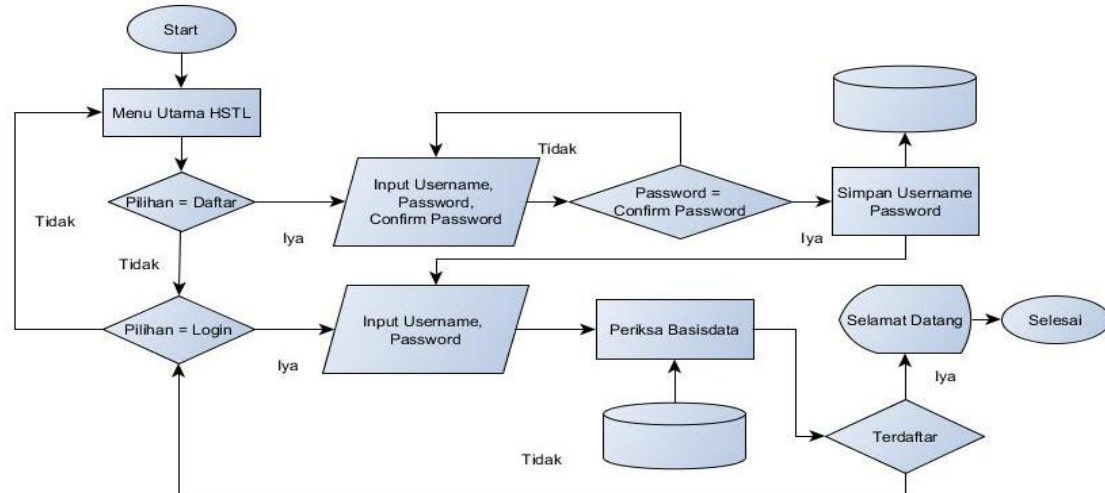 Start
Menu Utama HSTL
Pilihan = Daftar
Tidak
Iya
Input Username,
Password,
Confirm Password
Tidak
Password =
Confirm Password
Iya
Simpan Username
Password
Tidak
Pilihan = Login
Iya
Input Username,
Password
Periksa Basisdata
Selamat Datang
Selesai
Iya
Terdaftar
Tidak